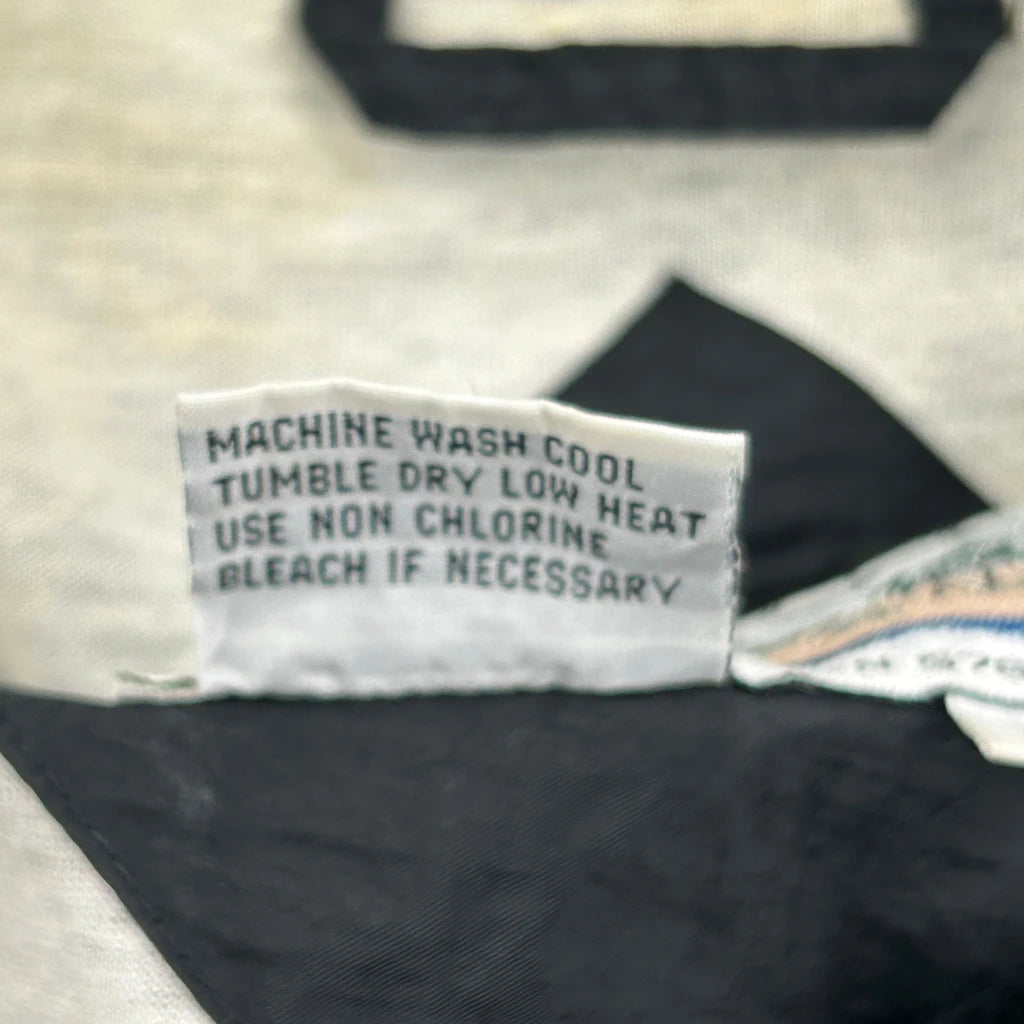 MACHINE WASH COOL
TUMBLE DRY LOW HEAT
USE NON CHLORINE
BLEACH IF NECESSARY